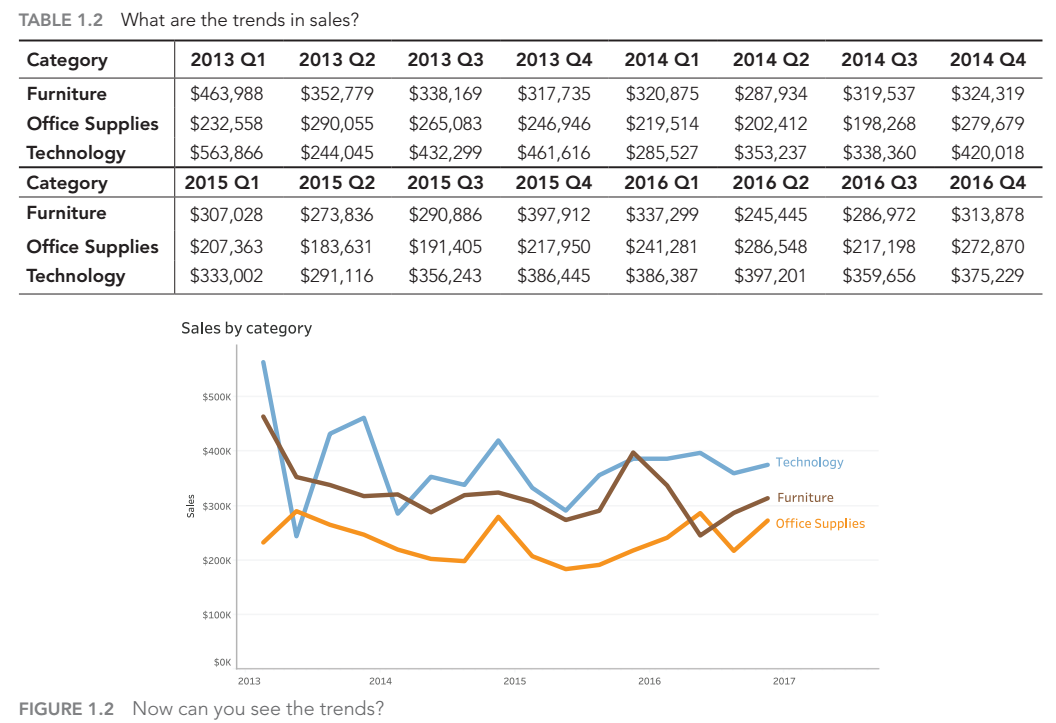 TABLE 1.2 What are the trends in sales?
Category 2013 Q1 2013 Q2 2013 Q3 2013 Q4 2014 Q1 2014 Q2 2014 Q3 2014 Q4
Furniture $463,988 $352,779 $338,169 $317,735 $320,875 $287,934 $319,537 $324,319
Office Supplies $232,558 $290,055 $265,083 $246,946 $219,514 $202,412 $198,268 $279,679
Technology $563,866 $244,045 $432,299 $461,616 $285,527 $353,237 $338,360 $420,018
Category 2015 Q1 2015 Q2 2015 Q3 2015 Q4 2016 Q1 2016 Q2 2016 Q3 2016 Q4
Furniture $307,028 $273,836 $290,886 $397,912 $337,299 $245,445 $286,972 $313,878
Office Supplies $207,363 $183,631 $191,405 $217,950 $241,281 $286,548 $217,198 $272,870
Technology $333,002 $291,116 $356,243 $386,445 $386,387 $397,201 $359,656 $375,229
Sales by category
$500K
$400K
Technology
Furniture
$300K
Sales
Office Supplies
$200K
$100K
$0K
2013 2014 2015 2016 2017
FIGURE 1.2 Now can you see the trends?